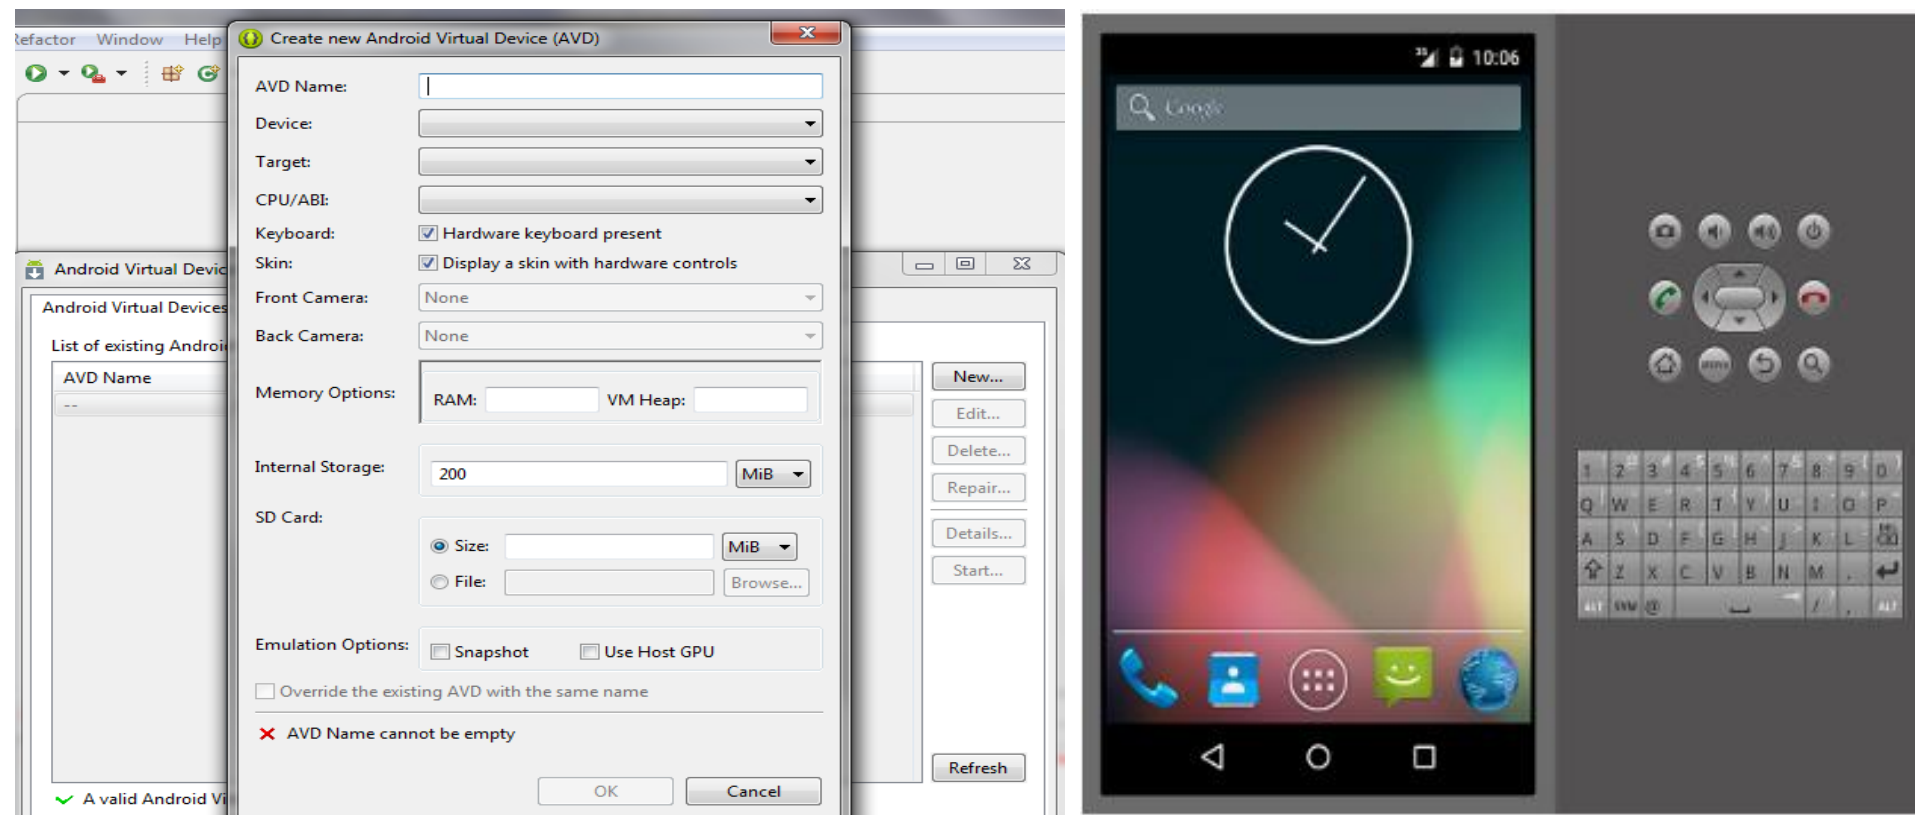 Refactor Window Help
Create new Android Virtual Device (AVD)
AVD Name:
Device:
Target:
CPU/ABI:
Keyboard: Hardware keyboard present
Skin: Display a skin with hardware controls
Front Camera: None
Back Camera: None
Memory Options: RAM: VM Heap:
Internal Storage: 200 MiB
SD Card:
Size: MiB
File: Browse...
Emulation Options: Snapshot Use Host GPU
Override the existing AVD with the same name
AVD Name cannot be empty
OK Cancel
Android Virtual Devic
Android Virtual Devices
List of existing Androi
AVD Name
--
A valid Android Vi
New...
Edit...
Delete...
Repair...
Details...
Start...
Refresh
10:06
Google
1 2 3 4 5 6 7 8 9 0
Q W E R T Y U I O P
A S D F G H J K L
Z X C V B N M .
ALT SYM @ / , ALT